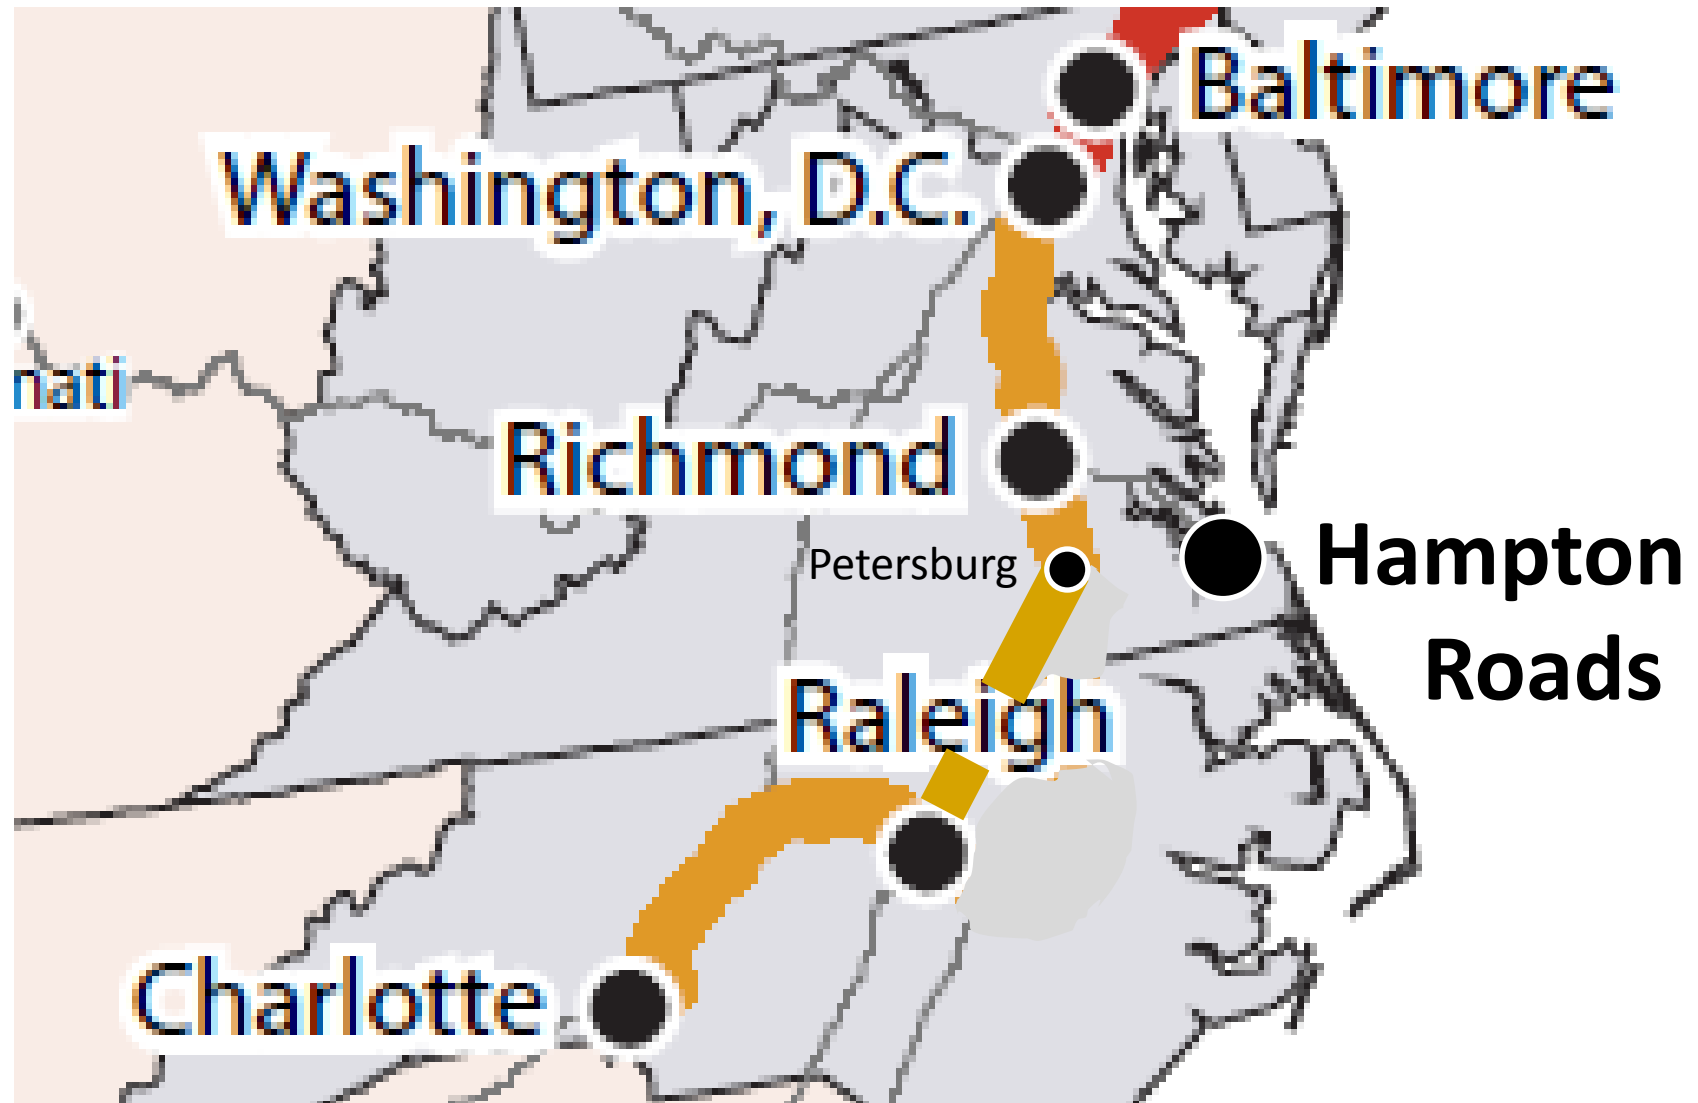 Baltimore
Washington, D.C.
nati
Richmond
Hampton
Roads
Petersburg
Raleigh
Charlotte